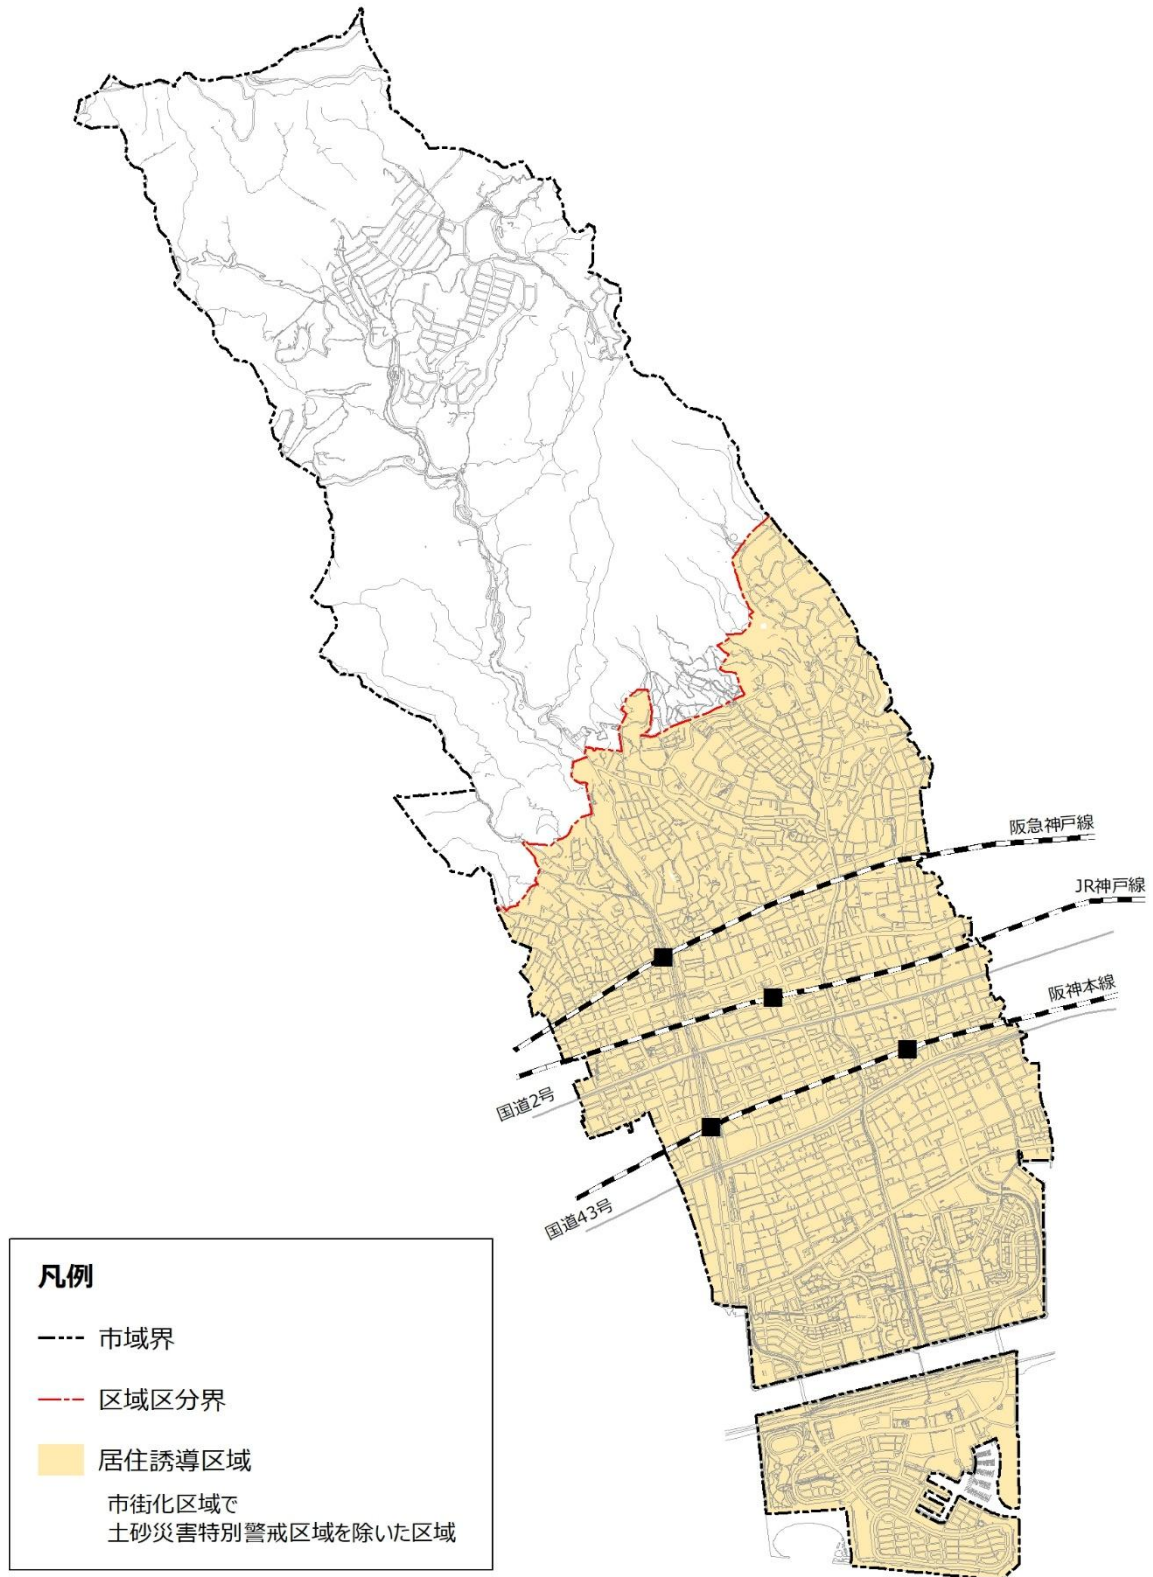 阪急神戸線
JR神戸線
阪神本線
国道2号
国道43号
凡例
市域界
区域区分界
居住誘導区域
市街化区域で
土砂災害特別警戒区域を除いた区域